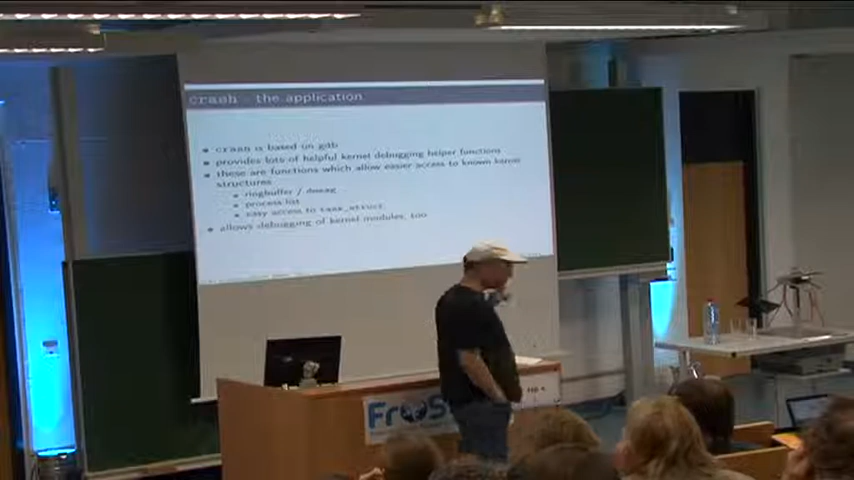 crash - the application
crash is based on gdb
provides lots of helpful kernel debugging helper functions
these are functions which allow easier access to known kernel
structures
ringbuffer / dmesg
process list
easy access to task_struct
allows debugging of kernel modules, too
FrOS